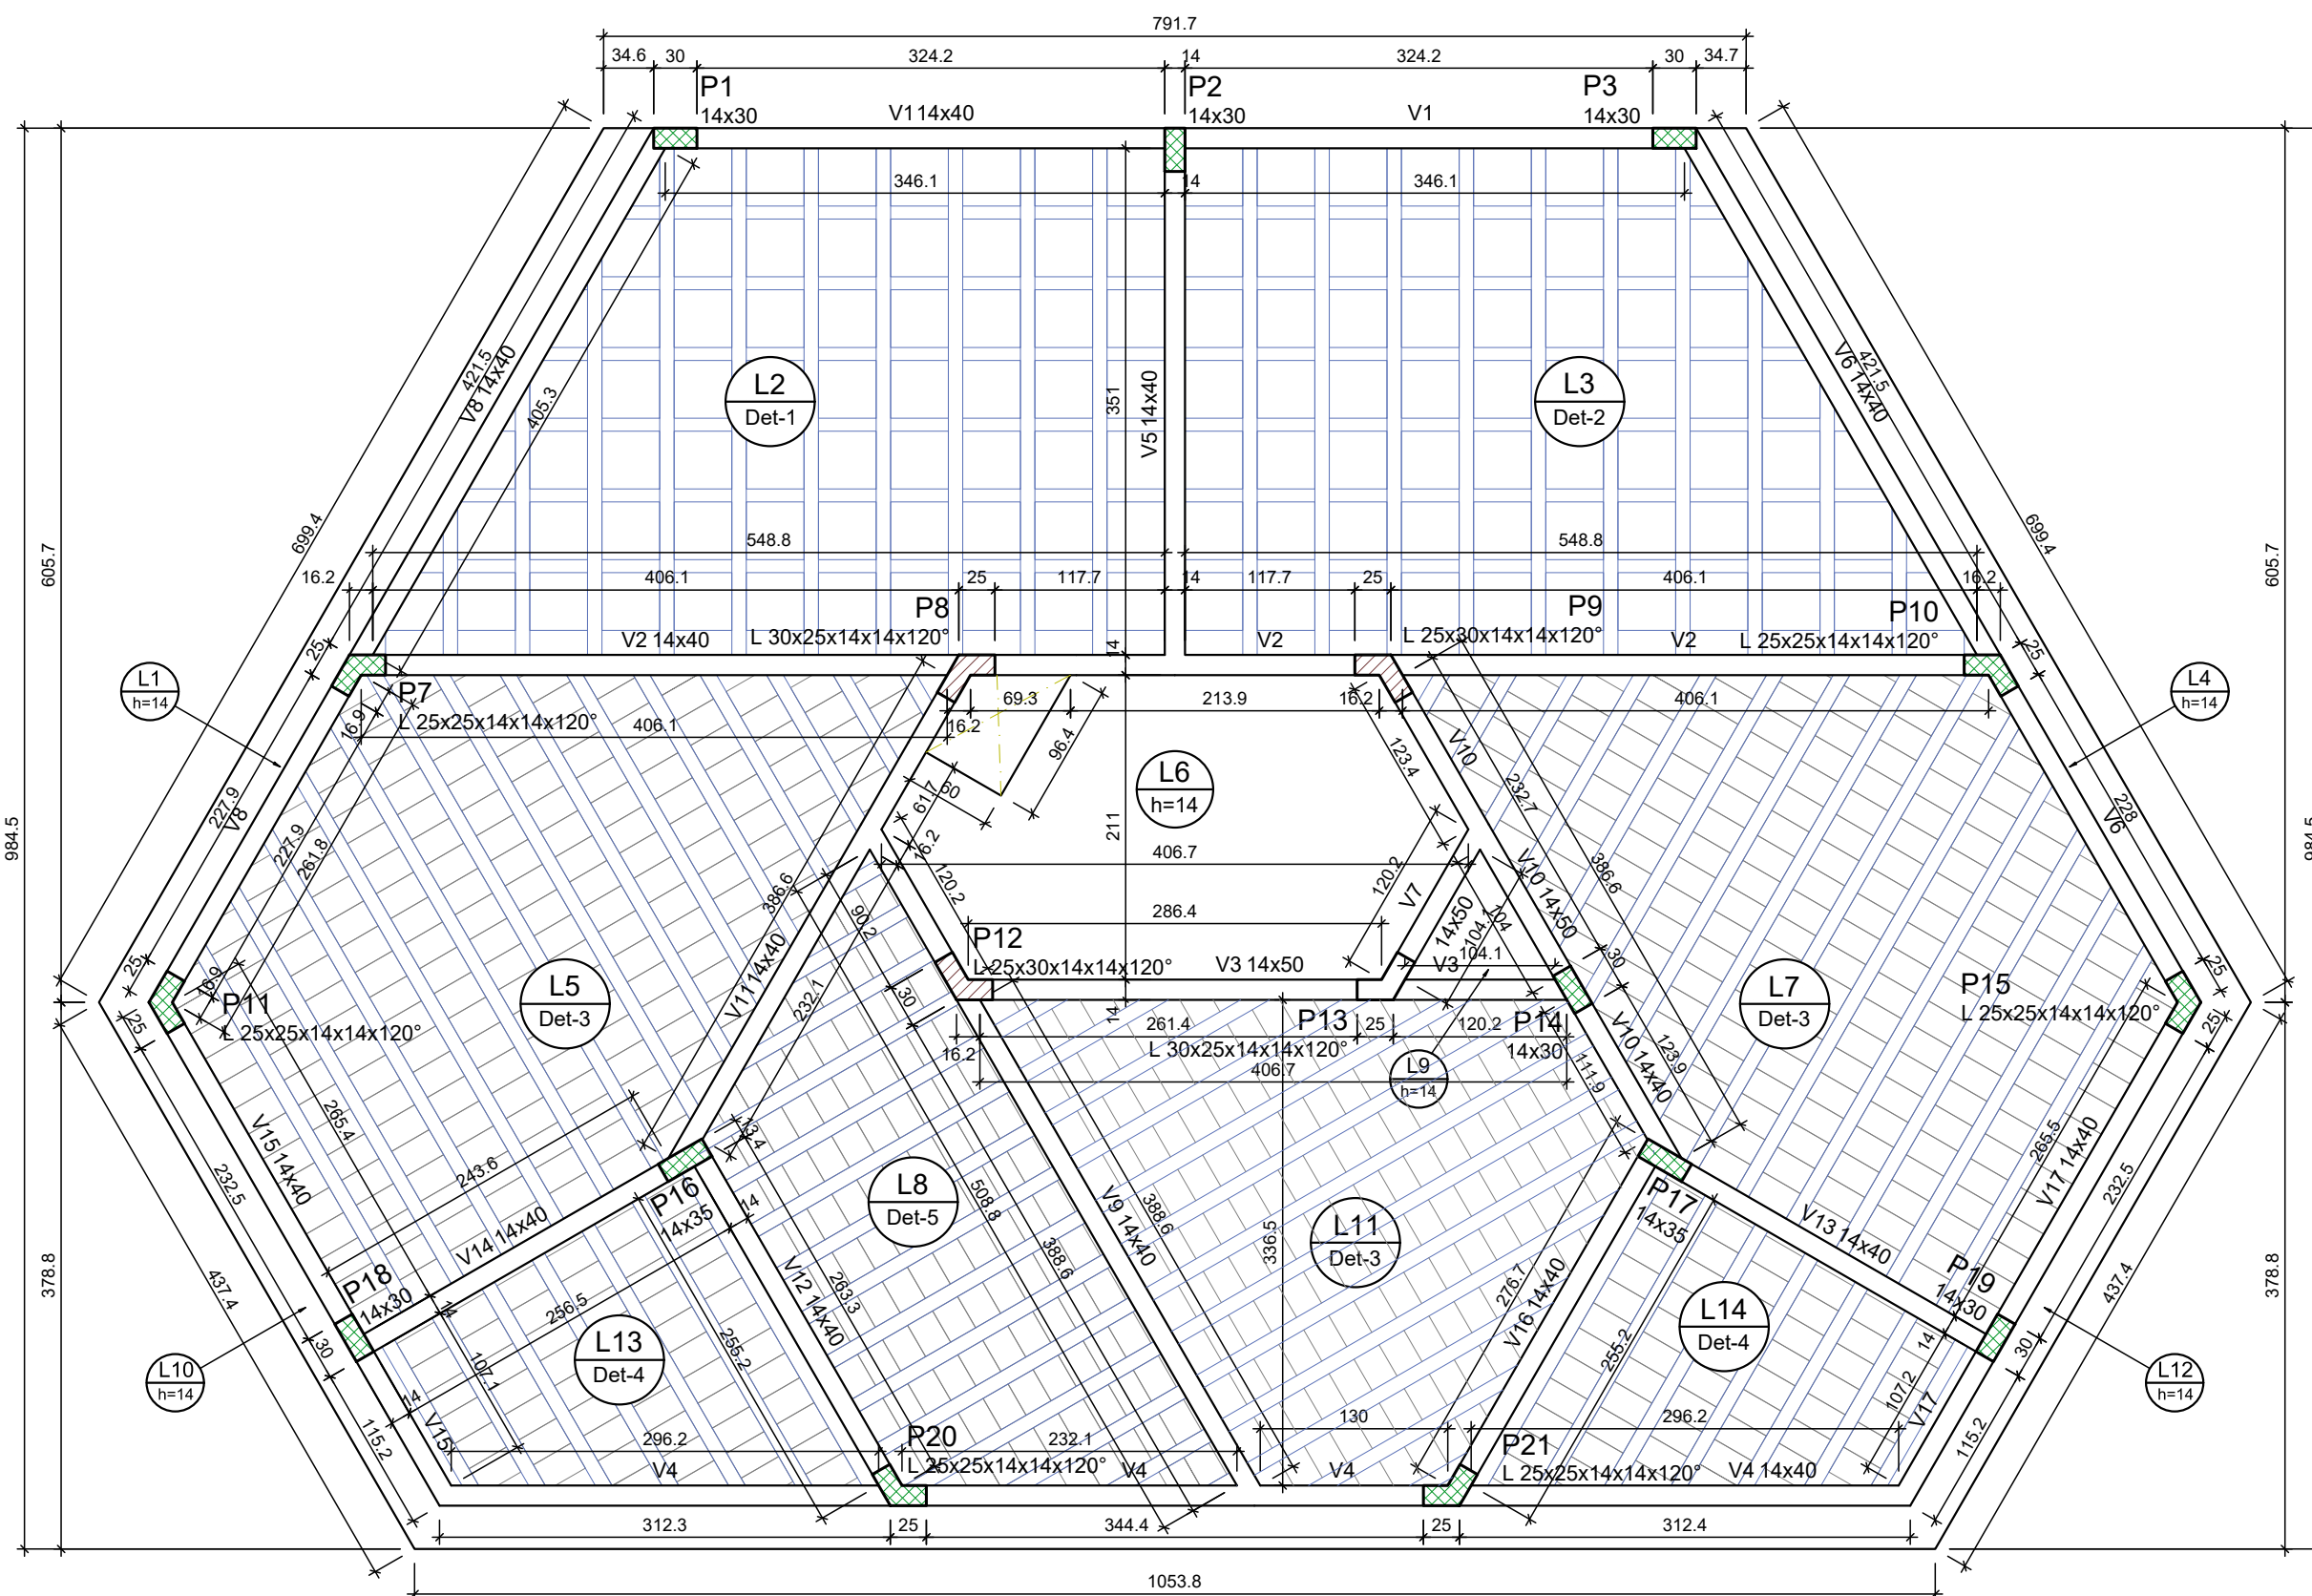 791.7
34.6 30 324.2 14 324.2 30 34.7
P1 P2 P3
14x30 V1 14x40 14x30 V1 14x30
346.1 14 346.1
421.5
V8 14x40
405.3
L2
Det-1
351
V5 14x40
L3
Det-2
421.5
V6 14x40
699.4
699.4
605.7
605.7
548.8 548.8
16.2 406.1 25 117.7 14 117.7 25 406.1 16.2
P8 P9 P10
V2 14x40 L 30x25x14x14x120° 14 V2 L 25x30x14x14x120° V2 L 25x25x14x14x120°
25
25
L1
h=14
L4
h=14
P7
L 25x25x14x14x120°
16.9
406.1
16.2
69.3 213.9 16.2 406.1
96.4
61.7
60
16.2
L6
h=14
123.4
V10
232.7
386.6
228
V6
227.9
V8
227.9
261.8
984.5
984.5
211
406.7
120.2
386.6
90.2
120.2
V7
14x50
104.1
104
V10 14x50
286.4
P12
L 25x30x14x14x120°
V3 14x50
V3
104.1
30
25
16.9
P11
L 25x25x14x14x120°
25
L5
Det-3
V11 14x40
232.1
30
14
L7
Det-3
P15
L 25x25x14x14x120°
25
25
261.4 P13 25 120.2 P14
16.2 L 30x25x14x14x120° 14x30
406.7
L9
h=14
111.9
V10 14x40
123.9
265.4
V15 14x40
232.5
243.6
V14 14x40
P16
14x35
13.4
14
L8
Det-5
508.8
388.6
V9 14x40
388.6
336.5
L11
Det-3
P17
14x35
V13 14x40
265.5
V17 14x40
232.5
P19
14x30
378.8
378.8
437.4
437.4
P18
14x30
14
256.5
V12 14x40
263.3
276.7
V16 14x40
255.2
L14
Det-4
14
30
L10
h=14
L12
h=14
30
L13
Det-4
255.2
107.1
14
115.2
V15
107.2
V17
115.2
296.2 P20 232.1 130 P21 296.2
V4 L 25x25x14x14x120° V4 V4 L 25x25x14x14x120° V4 14x40
312.3 25 344.4 25 312.4
1053.8